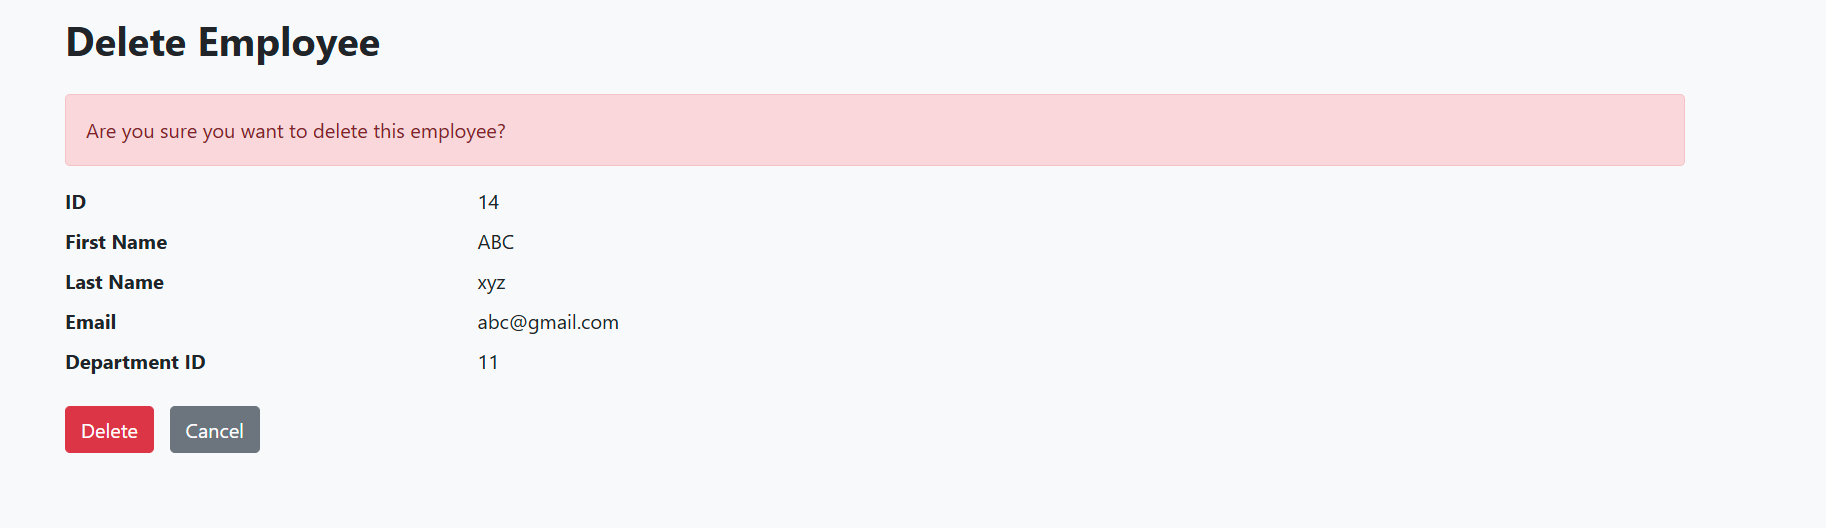 Delete Employee
Are you sure you want to delete this employee?
ID 14
First Name ABC
Last Name xyz
Email abc@gmail.com
Department ID 11
Delete Cancel